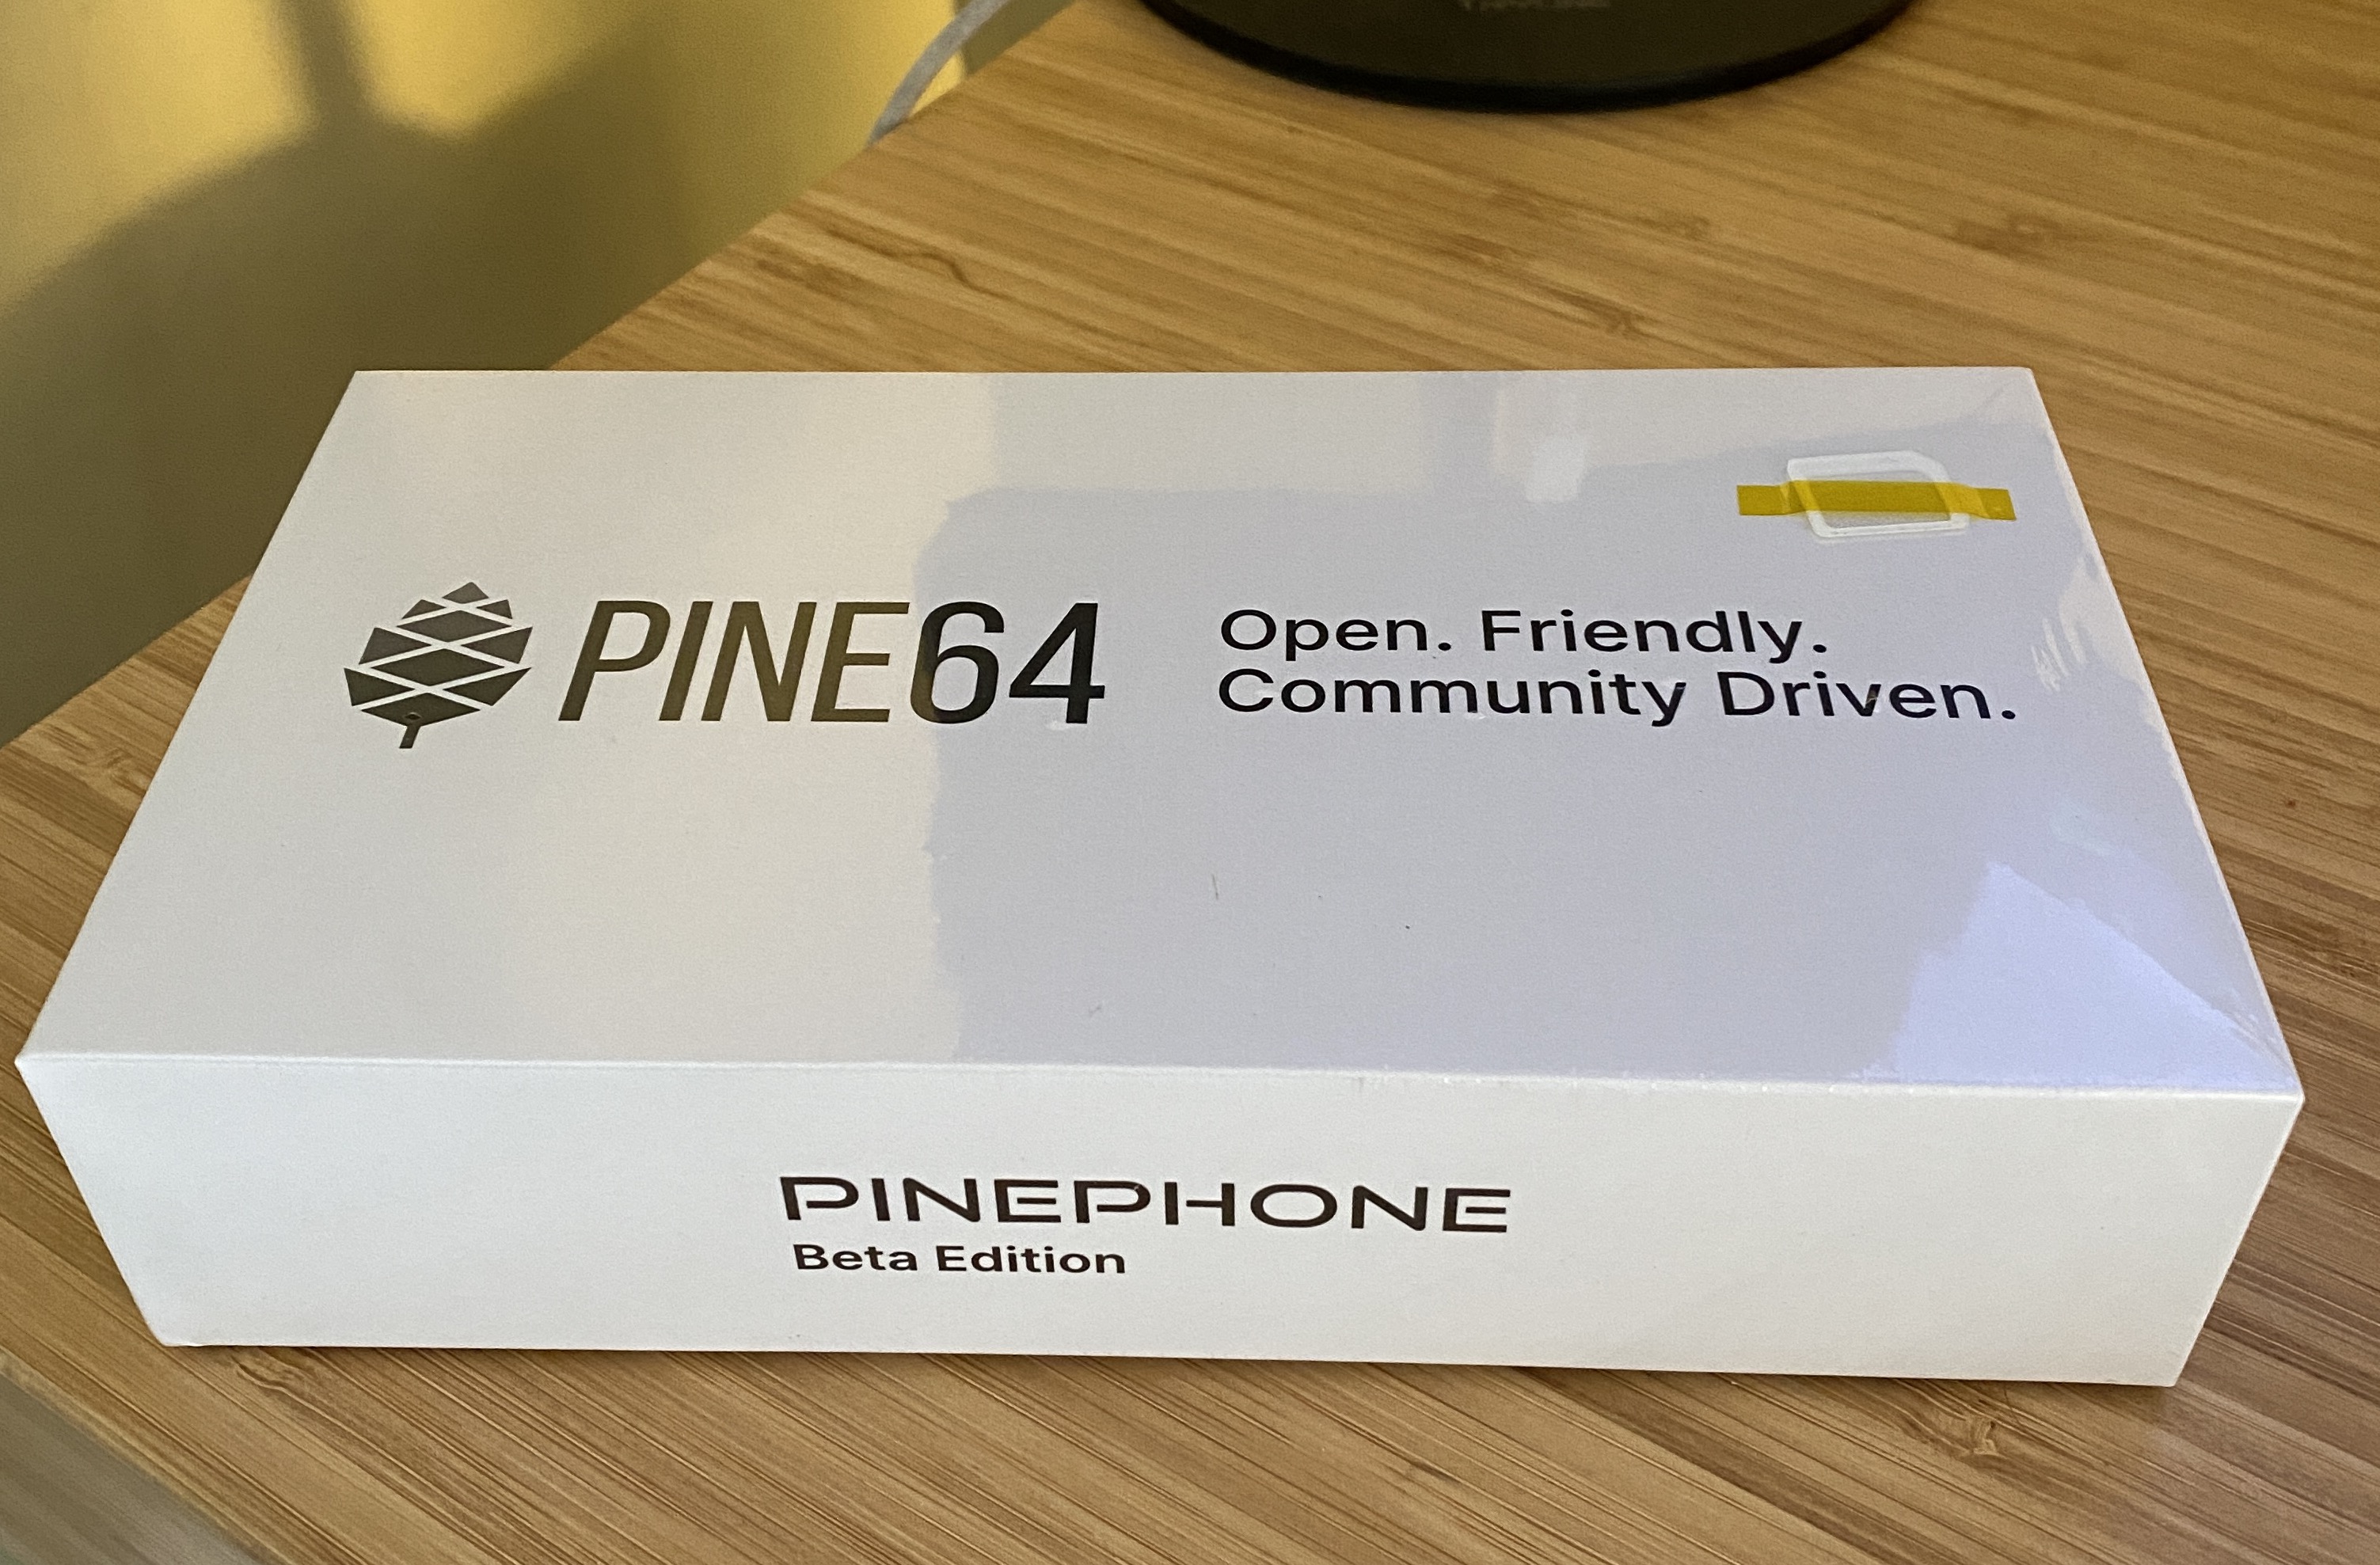 PINE64
Open. Friendly.
Community Driven.
PINEPHONE
Beta Edition